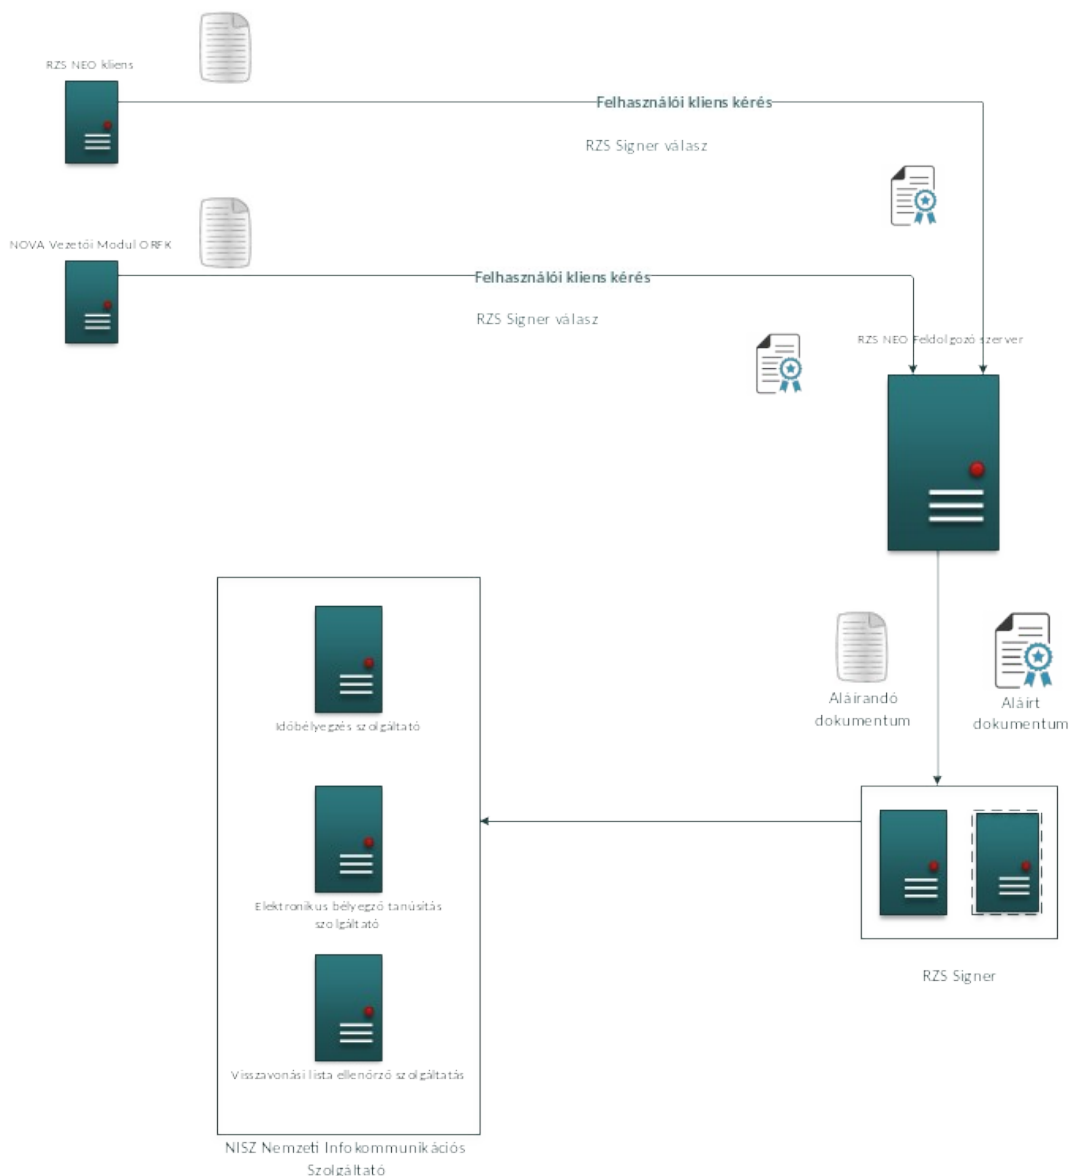 RZS NEO kliens
Felhasználói kliens kérés
RZS Signer válasz
NOVA Vezetői Modul ORFK
Felhasználói kliens kérés
RZS Signer válasz
RZS NEO Feldolgozó szerver
Időbélyegzés szolgáltató
Aláírandó
dokumentum
Aláírt
dokumentum
Elektronikus bélyegző tanúsítás
szolgáltató
RZS Signer
Visszavonási lista ellenőrző szolgáltatás
NISZ Nemzeti Infokommunikációs
Szolgáltató